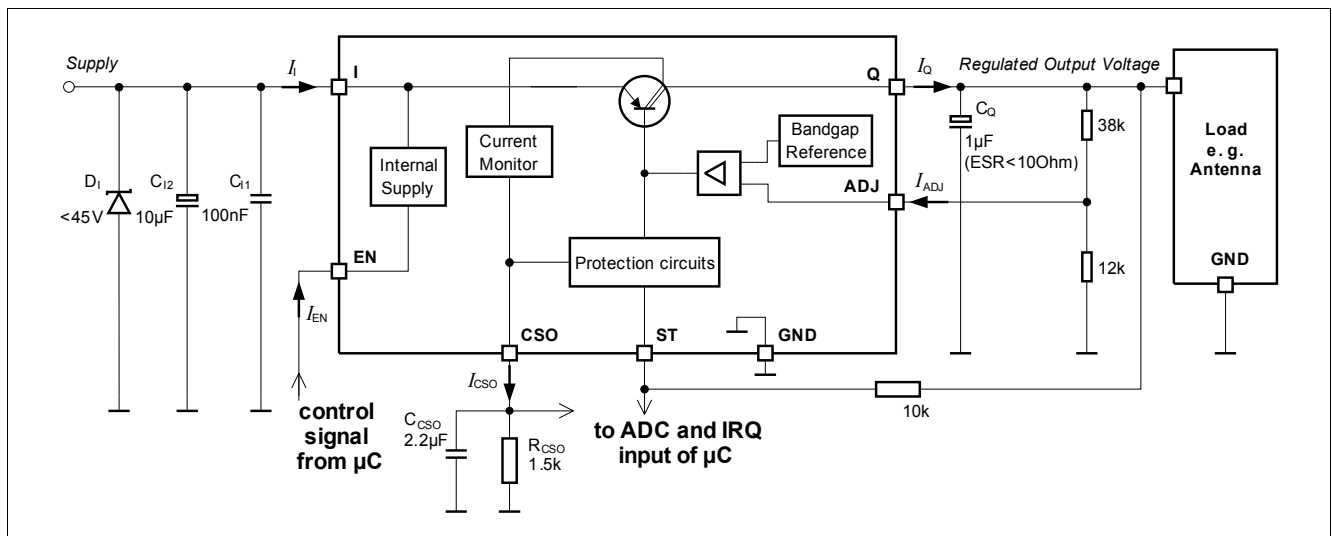 Supply
I_I
I
Q
I_Q
Regulated Output Voltage
D_I
<45V
C_I2
10µF
C_I1
100nF
Internal
Supply
Current
Monitor
Bandgap
Reference
ADJ
I_ADJ
C_Q
1µF
(ESR<10Ohm)
38k
12k
Load
e. g.
Antenna
GND
EN
I_EN
Protection circuits
CSO
ST
GND
I_CSO
10k
control
signal
from µC
C_CSO
2.2µF
R_CSO
1.5k
to ADC and IRQ
input of µC